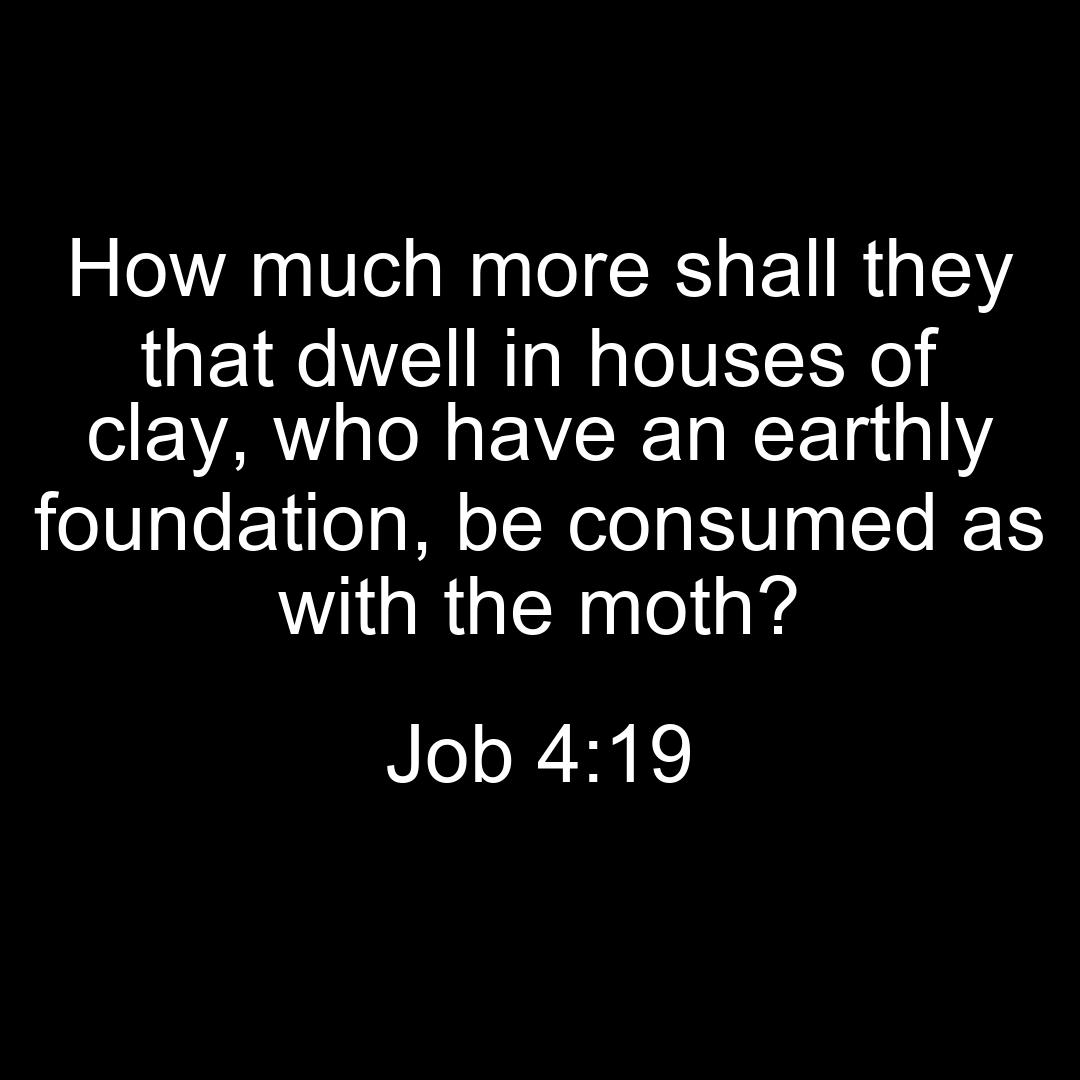 How much more shall they
that dwell in houses of
clay, who have an earthly
foundation, be consumed as
with the moth?
Job 4:19